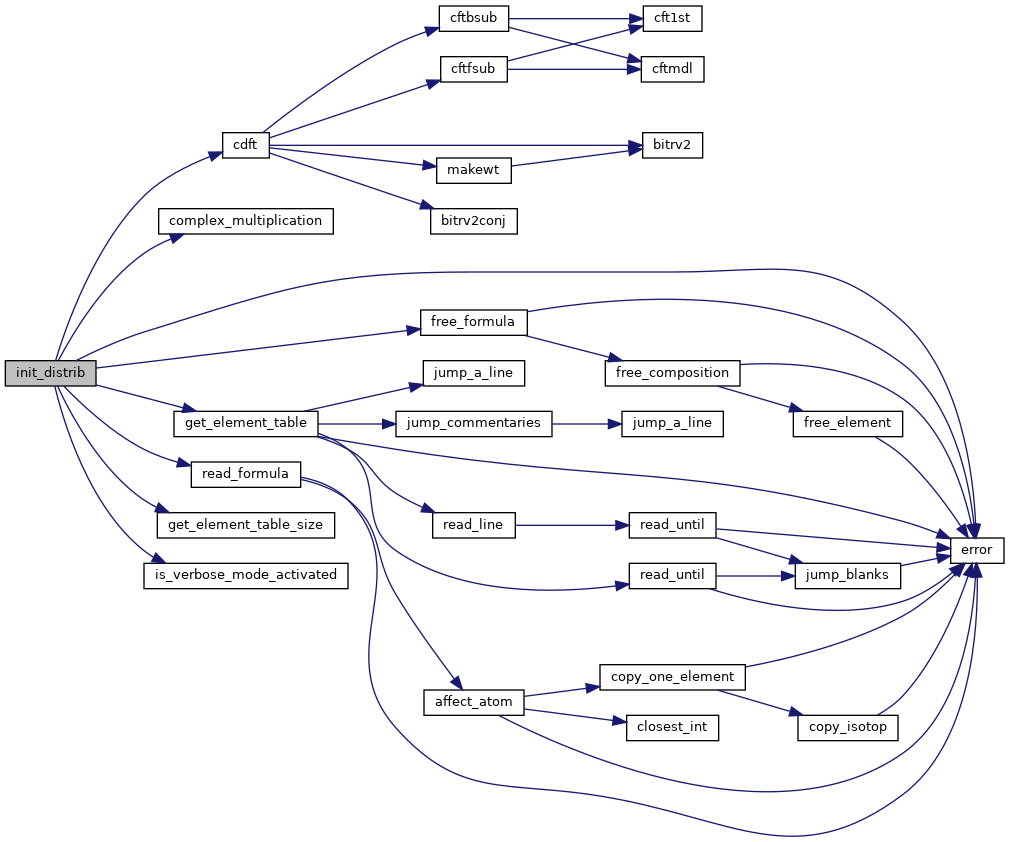 cftbsub
cft1st
cftfsub
cftmdl
cdft
bitrv2
makewt
complex_multiplication
bitrv2conj
free_formula
init_distrib
jump_a_line
free_composition
get_element_table
jump_commentaries
jump_a_line
free_element
read_formula
get_element_table_size
read_line
read_until
error
is_verbose_mode_activated
read_until
jump_blanks
copy_one_element
affect_atom
closest_int
copy_isotop